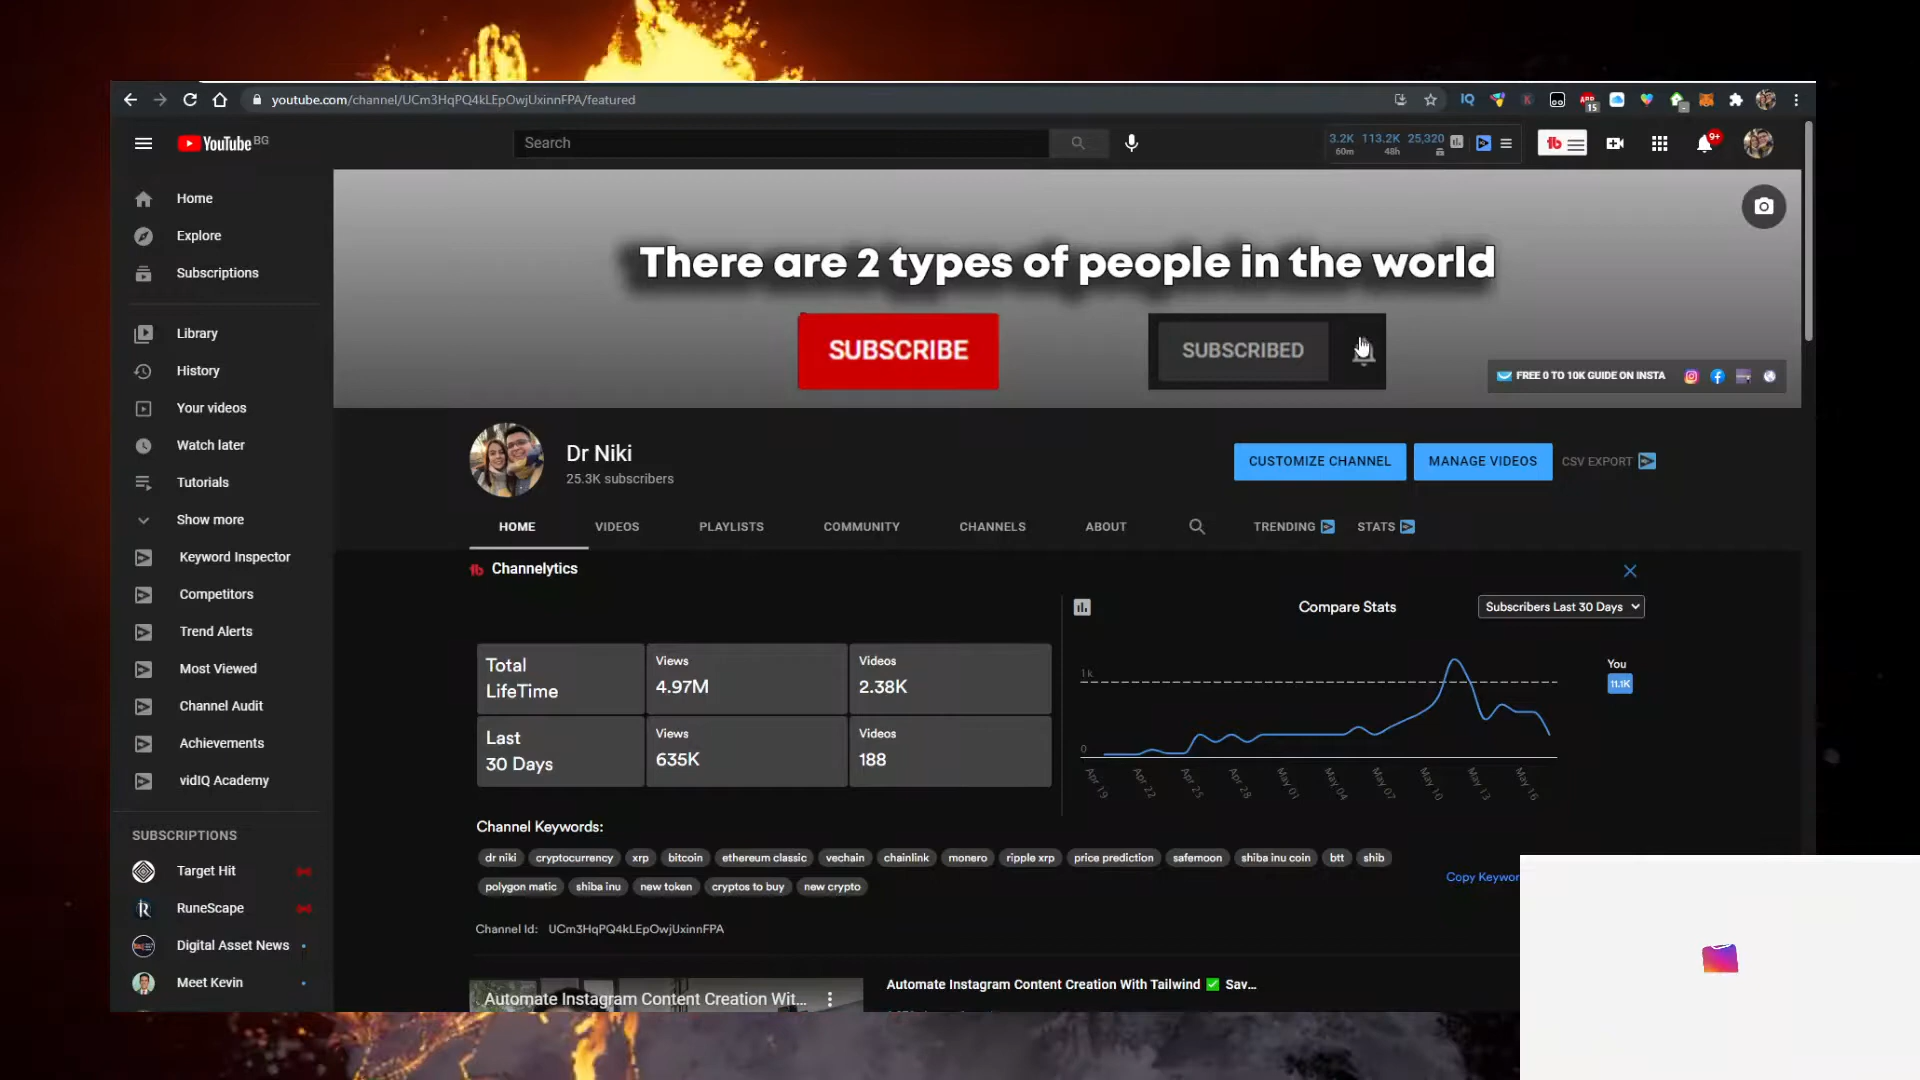 youtube.com/channel/UCm3HqPQ4kLEpOwjUxinnFPA/featured
IQ
15
YouTube BG
Search
3.2K 113.2K 25,320
60m 48h
9+
Home
Explore
Subscriptions
Library
History
Your videos
Watch later
Tutorials
Show more
Keyword Inspector
Competitors
Trend Alerts
Most Viewed
Channel Audit
Achievements
vidIQ Academy
SUBSCRIPTIONS
Target Hit
RuneScape
Digital Asset News
Meet Kevin
There are 2 types of people in the world
SUBSCRIBE
SUBSCRIBED
FREE 0 TO 10K GUIDE ON INSTA
Dr Niki
25.3K subscribers
CUSTOMIZE CHANNEL
MANAGE VIDEOS
CSV EXPORT
HOME VIDEOS PLAYLISTS COMMUNITY CHANNELS ABOUT TRENDING STATS
Channelytics
Total LifeTime
Views
4.97M
Videos
2.38K
Last 30 Days
Views
635K
Videos
188
Compare Stats
Subscribers Last 30 Days
1k
0
You
11.1K
Apr 19 Apr 22 Apr 25 Apr 28 May 01 May 04 May 07 May 10 May 13 May 16
Channel Keywords:
dr niki cryptocurrency xrp bitcoin ethereum classic vechain chainlink monero ripple xrp price prediction safemoon shiba inu coin btt shib
polygon matic shiba inu new token cryptos to buy new crypto
Copy Keywor
Channel Id: UCm3HqPQ4kLEpOwjUxinnFPA
Automate Instagram Content Creation Wit...
Automate Instagram Content Creation With Tailwind ✅ Sav...